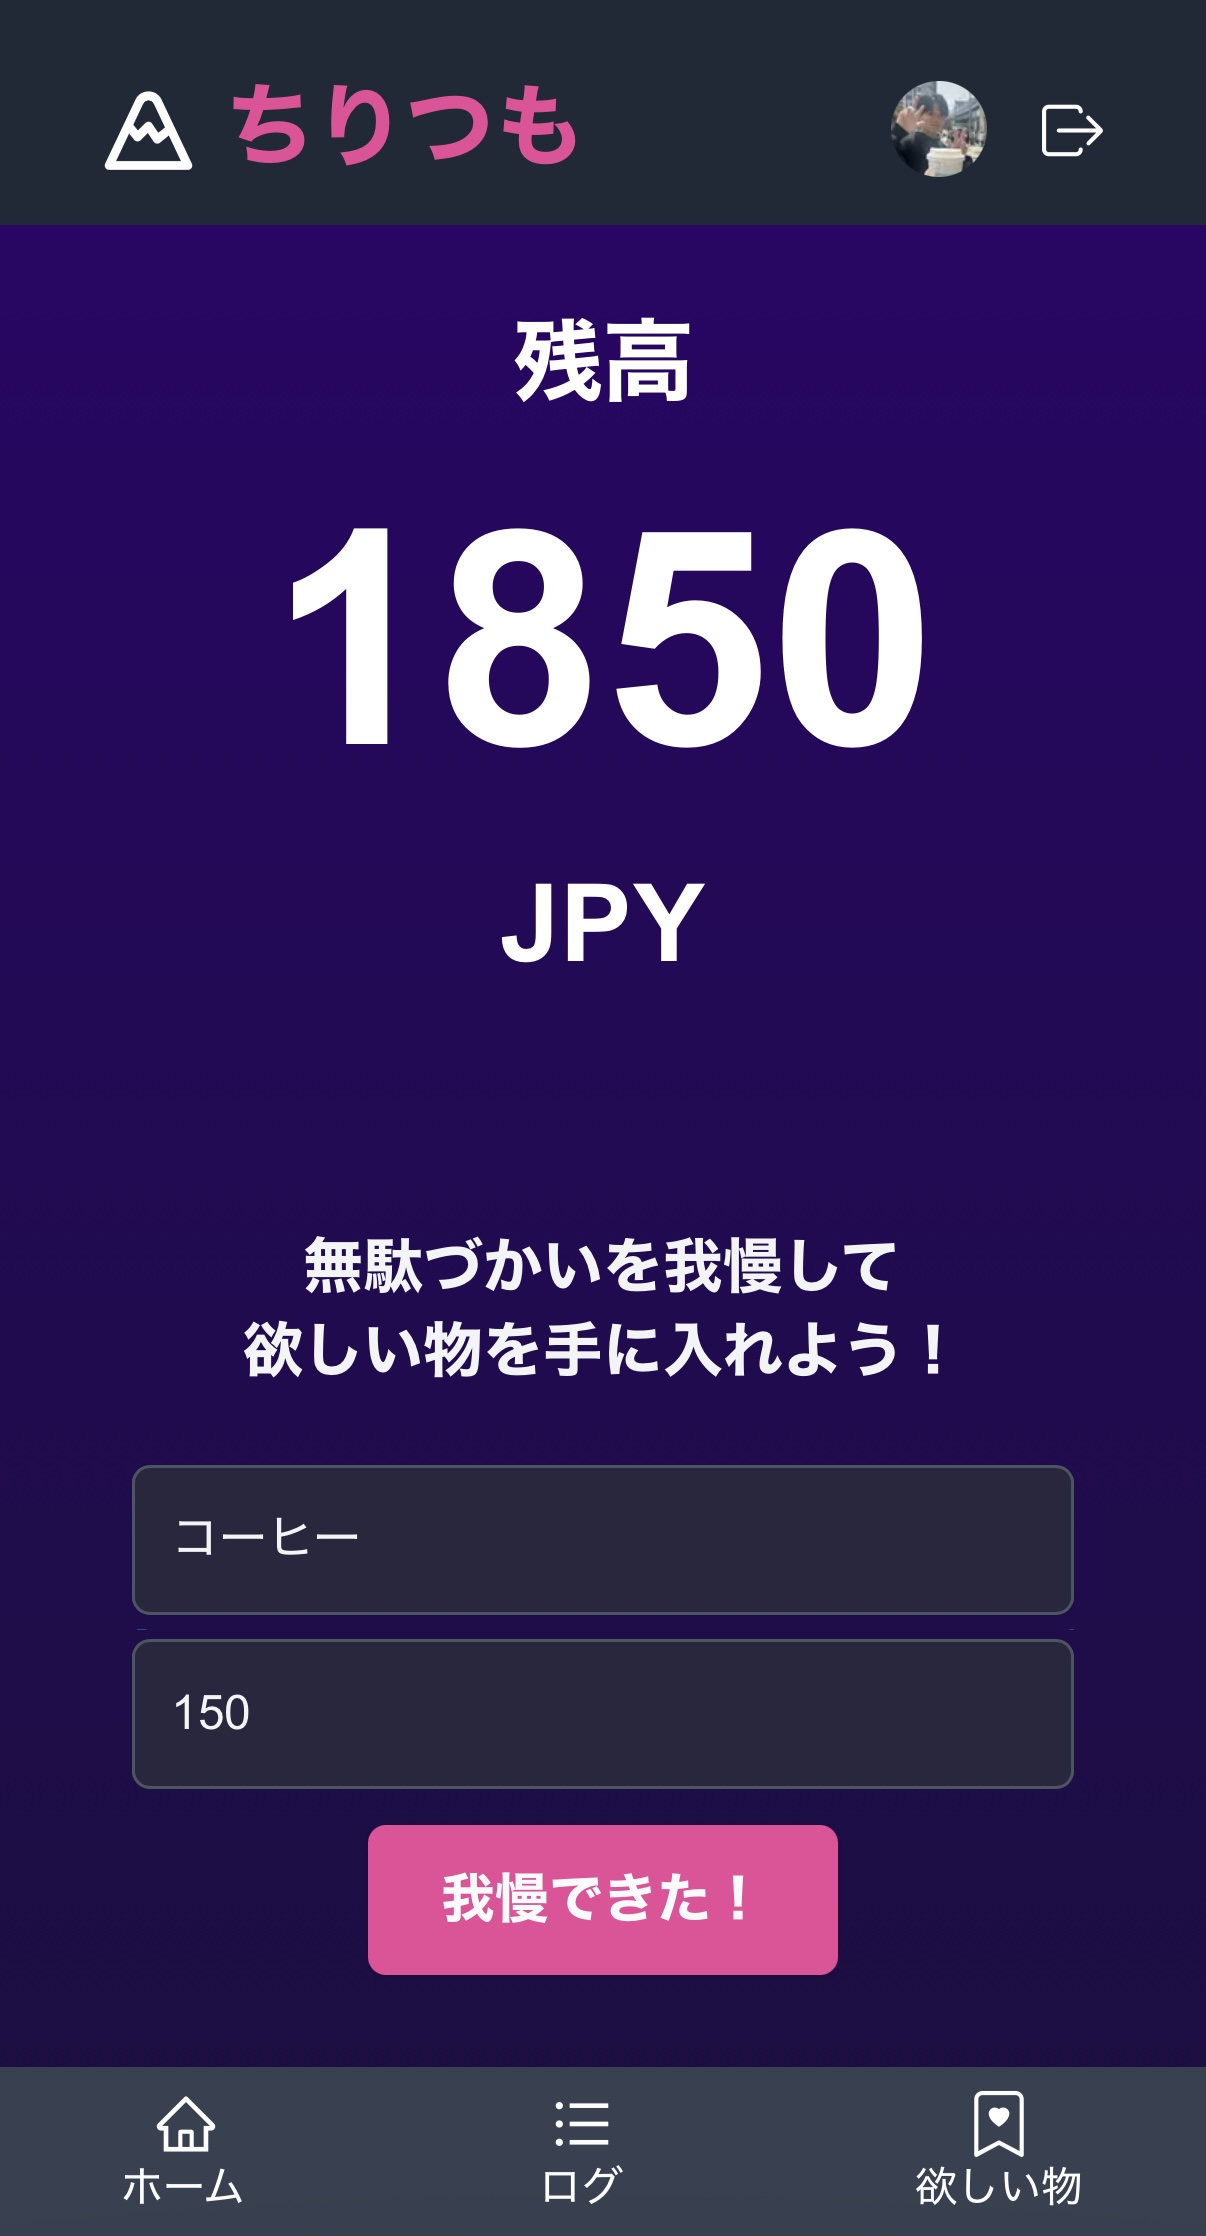 ちりつも
残高
1850
JPY
無駄づかいを我慢して
欲しい物を手に入れよう！
コーヒー
150
我慢できた！
ホーム
ログ
欲しい物